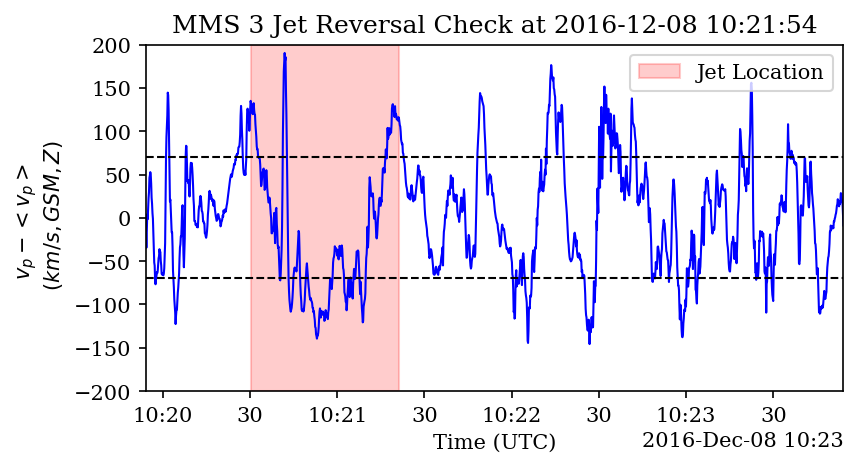 MMS 3 Jet Reversal Check at 2016-12-08 10:21:54
Jet Location
200
150
100
50
0
−50
−100
−150
−200
v_p − < v_p >
(km/s, GSM, Z)
10:20 30 10:21 30 10:22 30 10:23 30
Time (UTC)
2016-Dec-08 10:23